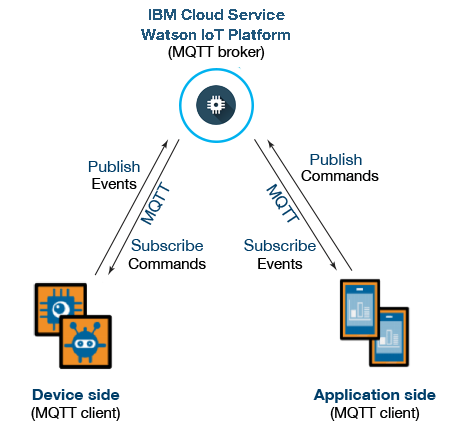 IBM Cloud Service
Watson IoT Platform
(MQTT broker)
Publish
Events
MQTT
Subscribe
Commands
Publish
Commands
MQTT
Subscribe
Events
Device side
(MQTT client)
Application side
(MQTT client)